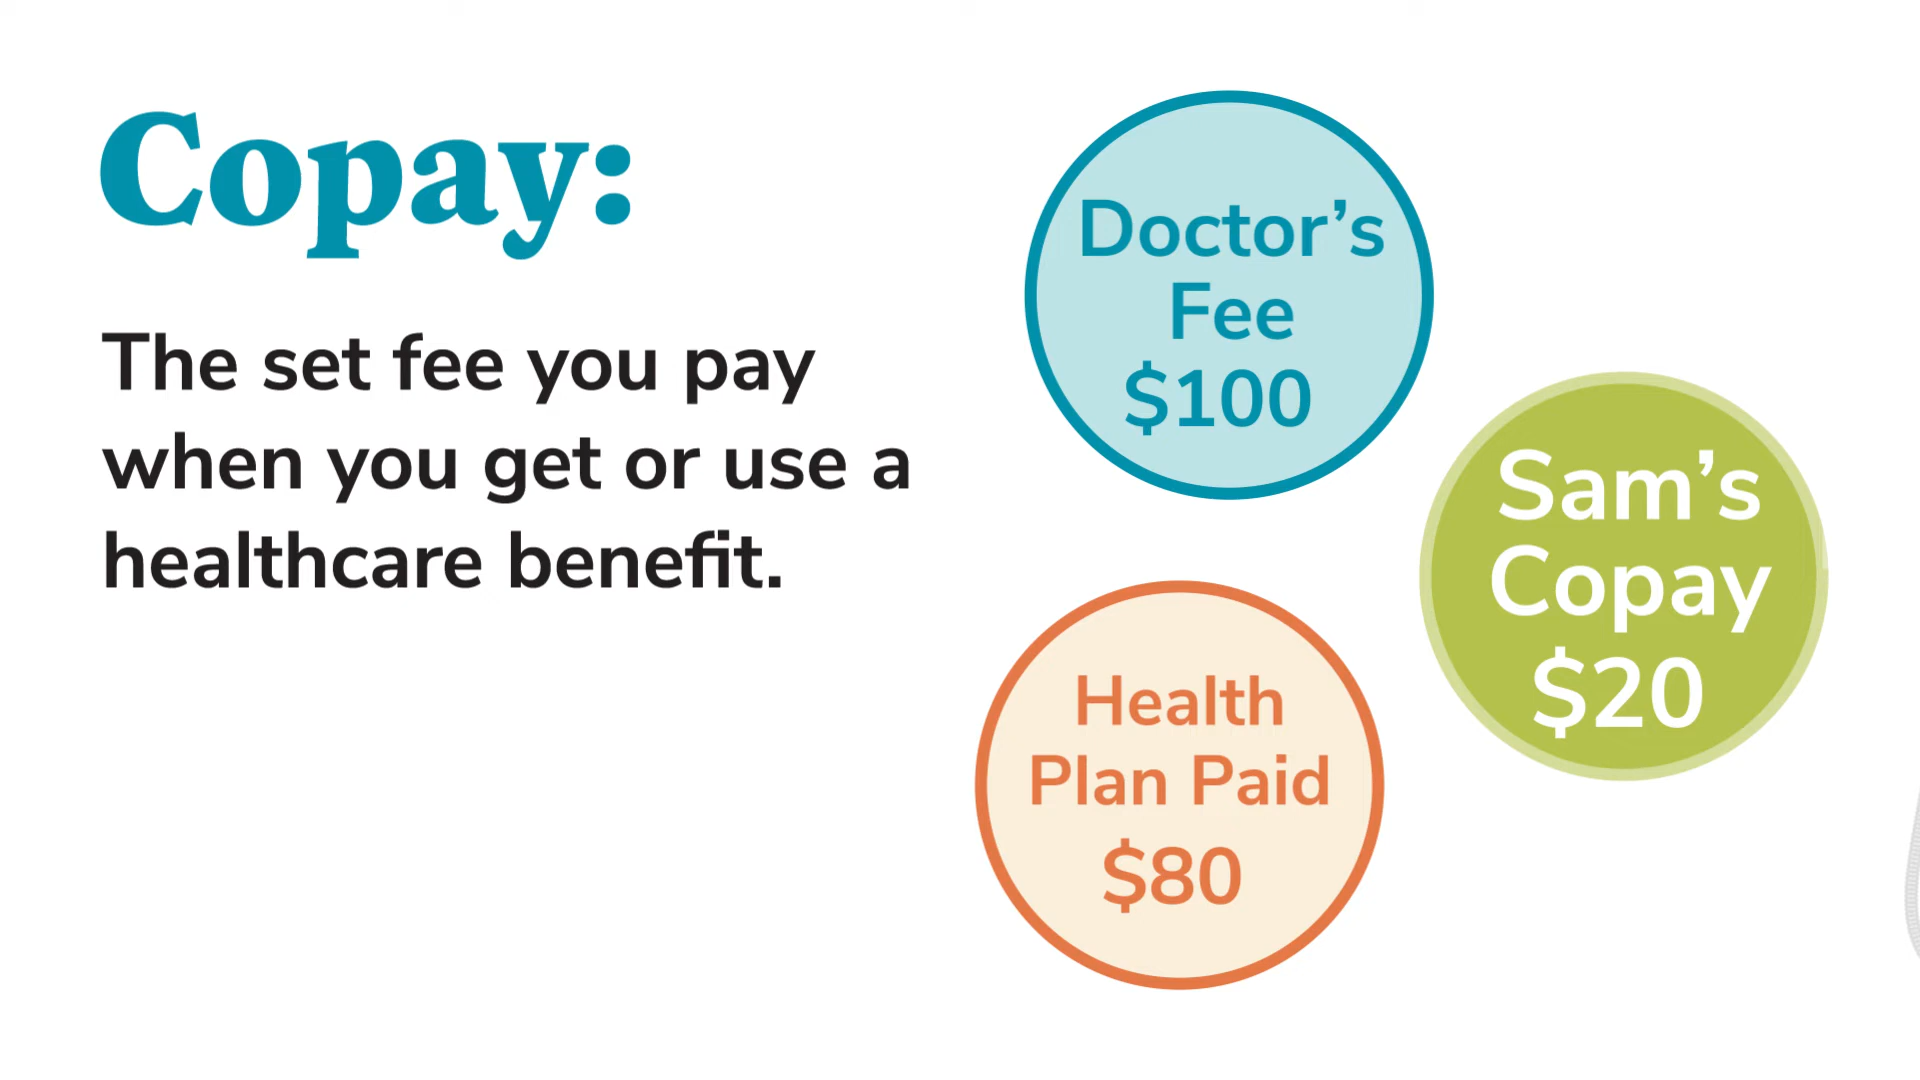 Copay:
The set fee you pay
when you get or use a
healthcare benefit.
Doctor’s
Fee
$100
Sam’s
Copay
$20
Health
Plan Paid
$80